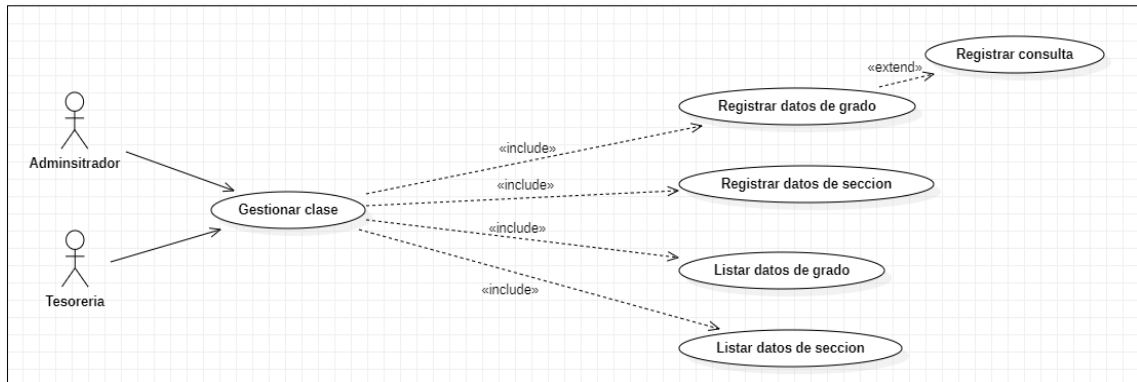 Registrar consulta
«extend»
Registrar datos de grado
«include»
Adminsitrador
«include»
Registrar datos de seccion
Gestionar clase
«include»
Listar datos de grado
«include»
Tesoreria
Listar datos de seccion